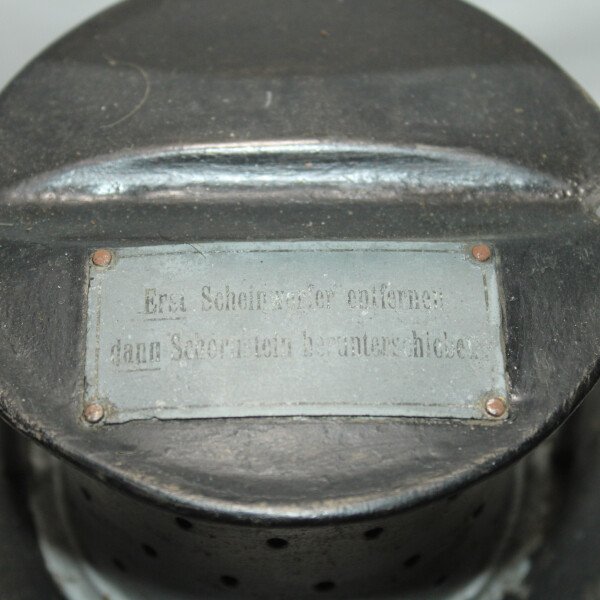 Erst Scheinwerfer entfernen
dann Schornstein herunterschieben